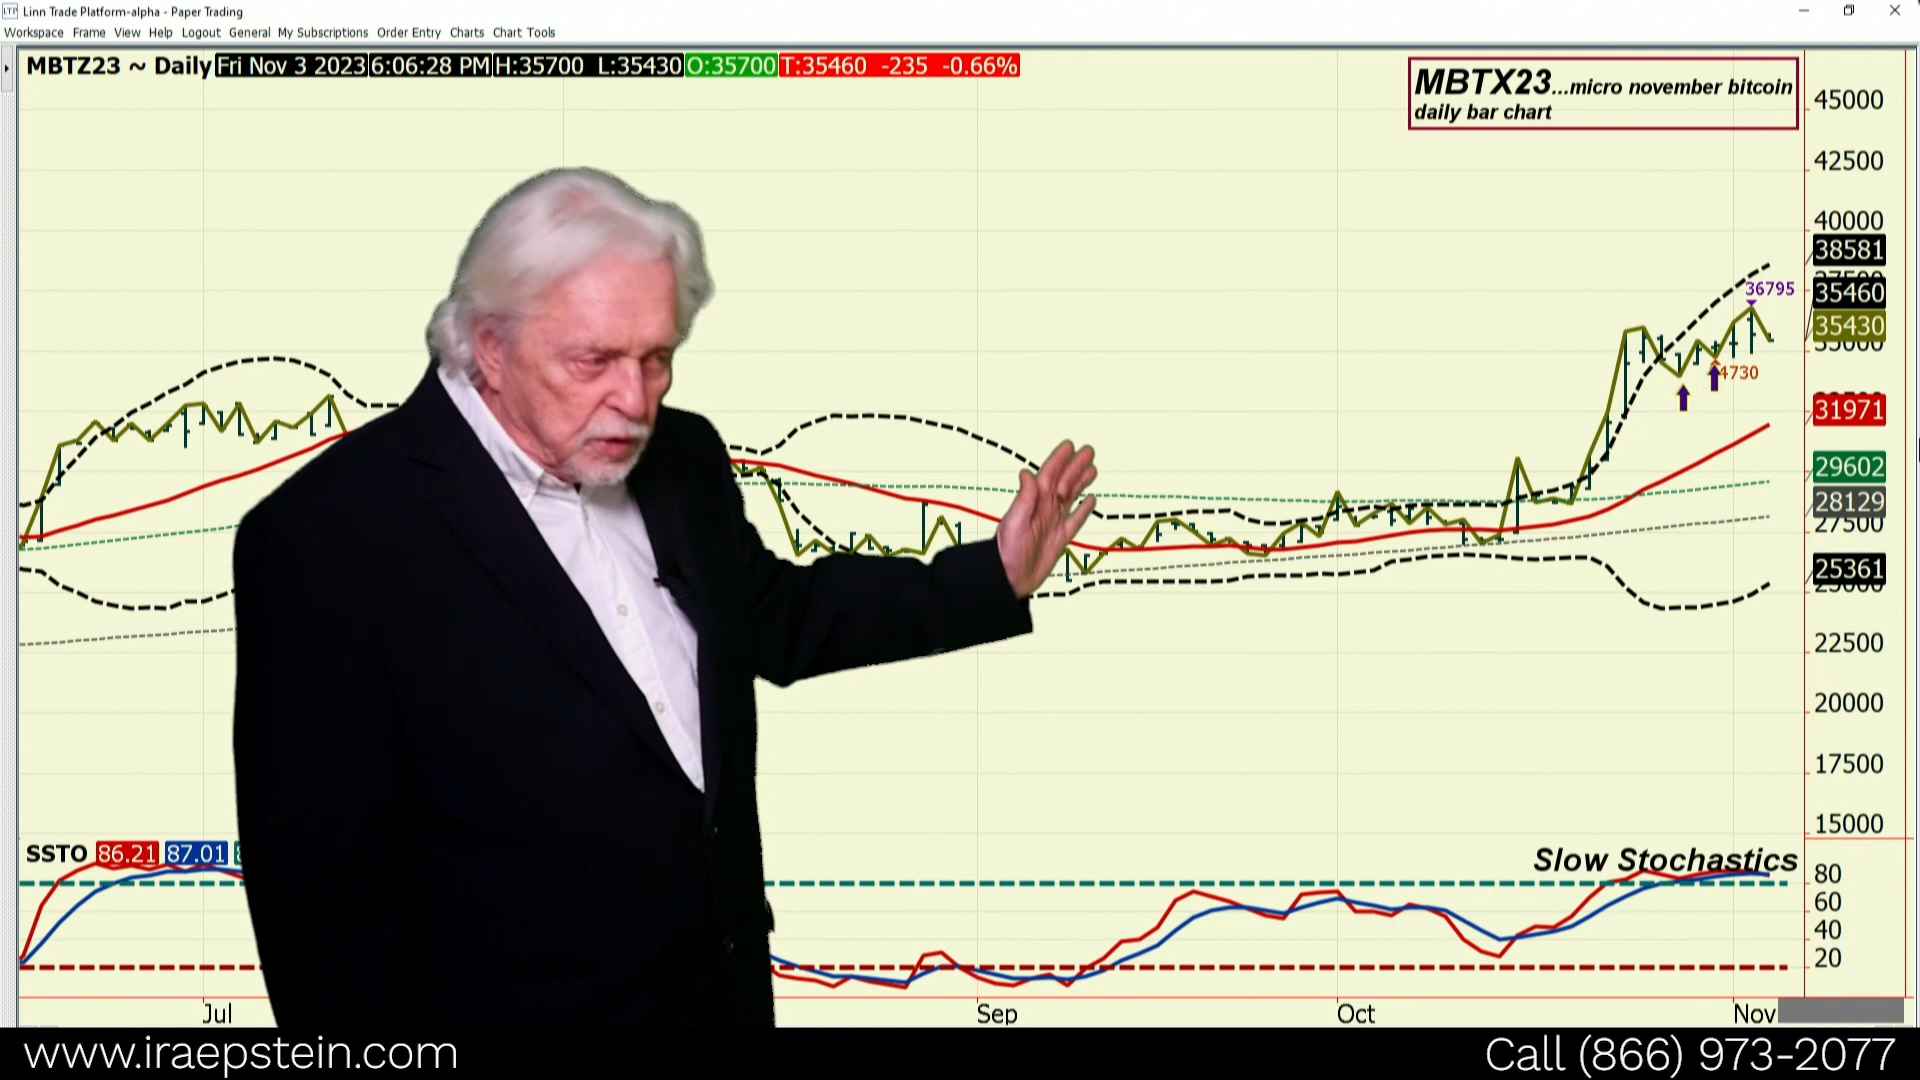 LTP Linn Trade Platform-alpha - Paper Trading
Workspace Frame View Help Logout General My Subscriptions Order Entry Charts Chart Tools
MBTZ23 ~ Daily Fri Nov 3 2023 6:06:28 PM H:35700 L:35430 O:35700 T:35460 -235 -0.66%
MBTX23...micro november bitcoin
daily bar chart
45000
42500
40000
38581
36795
35460
35430
35000
4730
31971
29602
28129
27500
25361
25000
22500
20000
17500
15000
SSTO 86.21 87.01
Slow Stochastics
80
60
40
20
Jul Sep Oct Nov
www.iraepstein.com Call (866) 973-2077